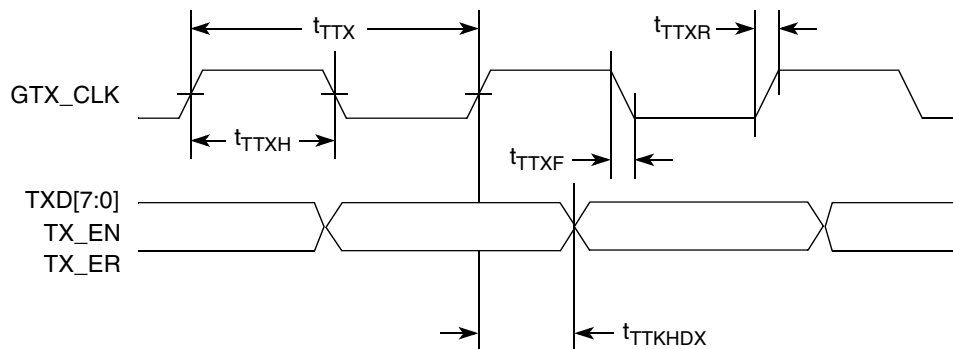 tTTX
tTTXR
GTX_CLK
tTTXH
tTTXF
TXD[7:0]
TX_EN
TX_ER
tTTKHDX